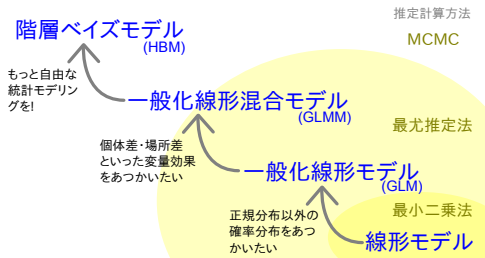 推定計算方法
階層ベイズモデル
(HBM)
MCMC
もっと自由な
統計モデリン
グを!
一般化線形混合モデル
(GLMM)
最尤推定法
個体差・場所差
といった変量効果
をあつかいたい
一般化線形モデル
(GLM)
正規分布以外の
確率分布をあつ
かいたい
最小二乗法
線形モデル